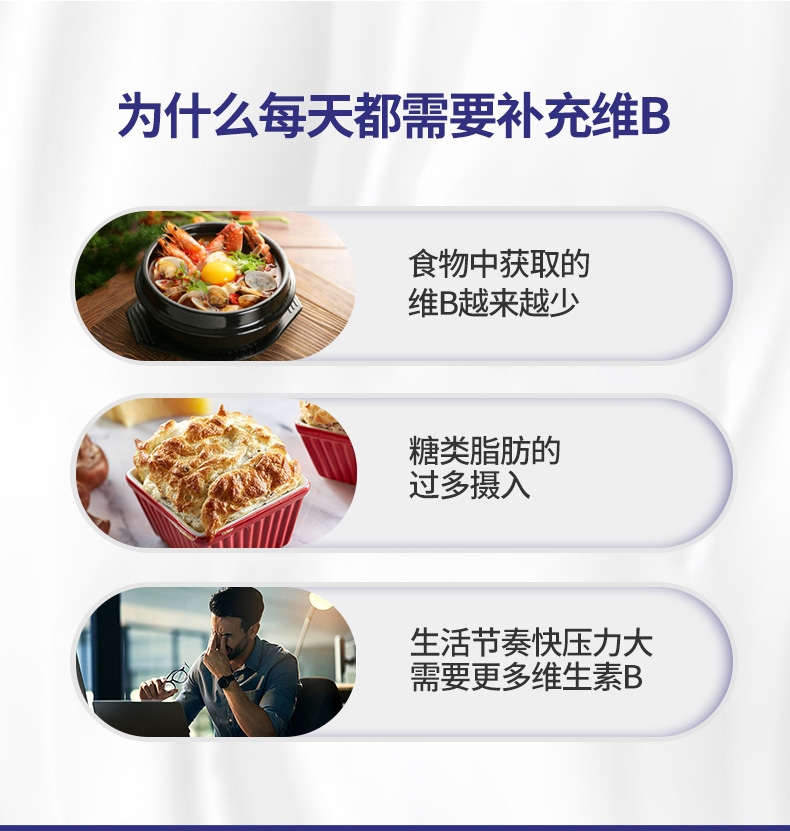 为什么每天都需要补充维B
食物中获取的
维B越来越少
糖类脂肪的
过多摄入
生活节奏快压力大
需要更多维生素B